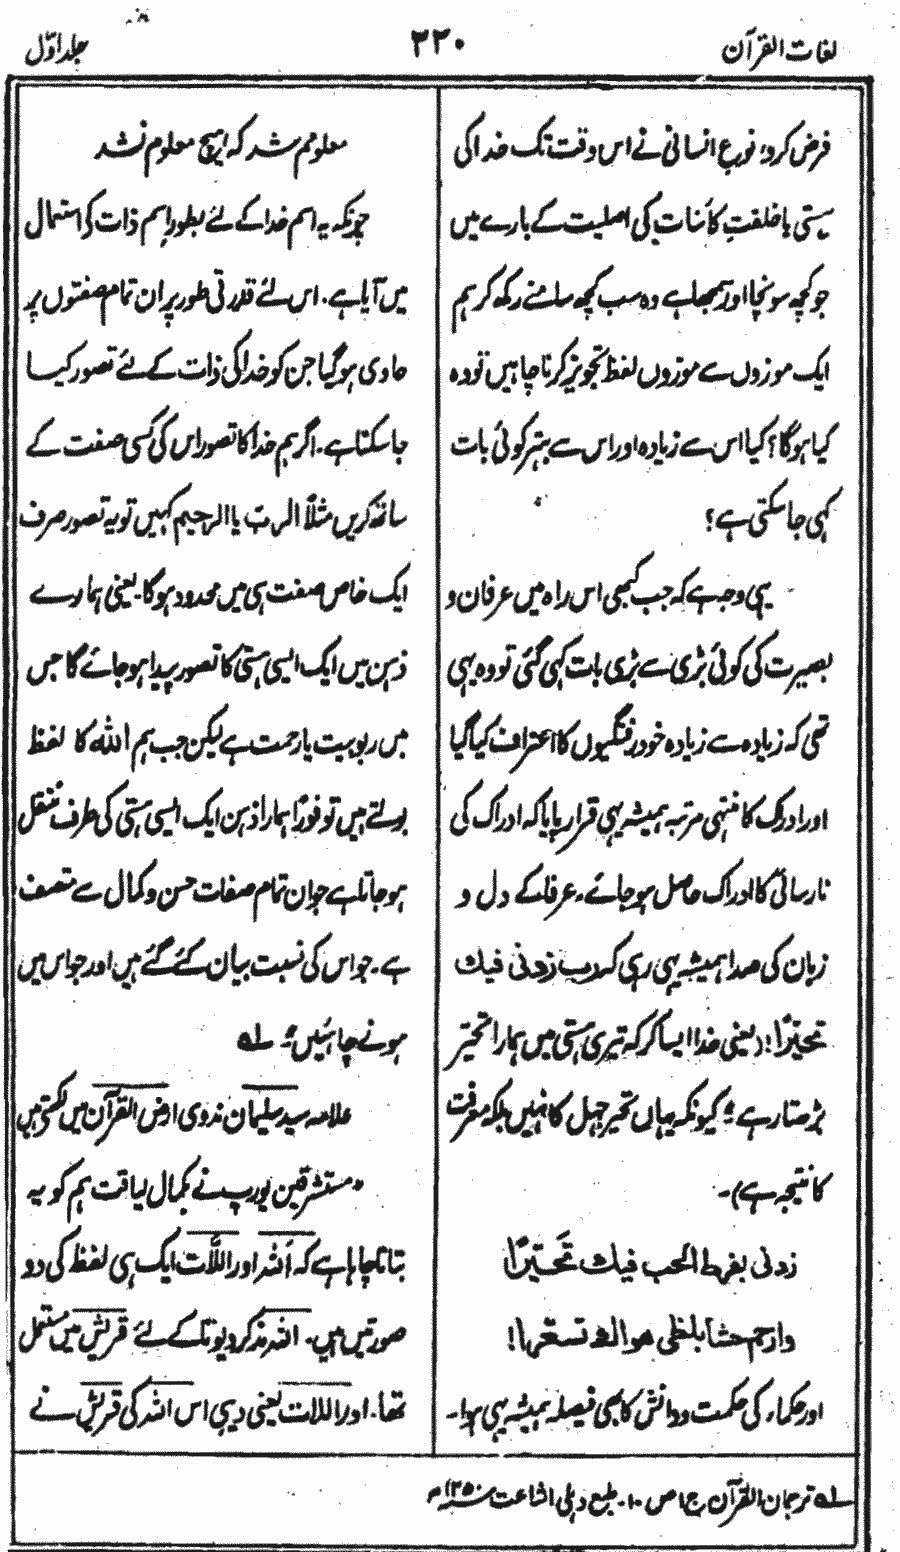 لغات القرآن
۲۲۰
جلد اوّل
فرض کرو؛ نوعِ انسانی نے اس وقت تک خدا کی
ہستی یا خلقتِ کائنات کی اصلیت کے بارے میں
جو کچھ سونچا اور سمجھا ہے وہ سب کچھ سامنے رکھ کر ہم
ایک موزوں سے موزوں لفظ تجویز کرنا چاہیں تو وہ
کیا ہوگا؟ کیا اس سے زیادہ اور اس سے بہتر کوئی بات
کہی جا سکتی ہے؟
یہی وجہ ہے کہ جب کبھی اس راہ میں عرفان و
بصیرت کی کوئی بڑی سے بڑی بات کہی گئی تو وہ یہی
تھی کہ زیادہ سے زیادہ خود رفتگیوں کا اعتراف کیا گیا
اور ادراک کا منتہی مرتبہ ہمیشہ یہی قرار پایا کہ ادراک کی
نارسائی کا ادراک حاصل ہو جائے۔ عرفاء کے دل و
زبان کی صدا ہمیشہ یہی رہی کہ رب زدنی فیك
تحیّرًا! (یعنی خدایا ایسا کر کہ تیری ہستی میں ہمارا تحیّر
بڑھتا رہے؛ کیونکہ یہاں تحیر جہل کا نہیں بلکہ معرفت
کا نتیجہ ہے)۔
زدنی بفرط الحب فیك تحیّرًا
وارحم حشاً بلظی هواك تسعّرا!
اور حکماء کی حکمت و دانش کا بھی فیصلہ ہمیشہ یہی ہوا۔
معلومم شد کہ ہیچ معلوم نشد
چونکہ یہ اسم خدا کے لئے بطور اسم ذات کی استعمال
میں آیا ہے۔ اس لئے قدرتی طور پر ان تمام صفتوں پر
حاوی ہوگیا جن کو خدا کی ذات کے لئے تصور کیا
جا سکتا ہے۔ اگر ہم خدا کا تصور اس کی کسی صفت کے
ساتھ کریں مثلاً الرب یا الرحیم کہیں تو یہ تصور صرف
ایک خاص صفت ہی میں محدود ہوگا۔ یعنی ہمارے
ذہن میں ایک ایسی ہستی کا تصور پیدا ہو جائے گا جس
میں ربوبیت یا رحمت ہے لیکن جب ہم اللہ کا لفظ
بولتے ہیں تو فوراً ہمارا ذہن ایک ایسی ہستی کی طرف منتقل
ہو جاتا ہے جو ان تمام صفات حسن و کمال سے متصف
ہے۔ جو اس کی نسبت بیان کئے گئے ہیں اور جو اس میں
ہونے چاہئیں"؛ لہ
علامہ سید سلیمان ندوی ارض القرآن میں لکھتے ہیں
"مستشرقین یورپ نے بکمال لیاقت ہم کو یہ
بتانا چاہا ہے کہ اَللہ اور اللَّات ایک ہی لفظ کی دو
صورتیں ہیں۔ اللہ مذکر دیوتا کے لئے قریش میں مستعمل
تھا۔ اور اللات یعنی دیبی اس اللہ کی قریش نے
لہ ترجمان القرآن ج ۱ ص ۱۰۔ طبع دہلی اشاعت ۱۳۵۰ھ